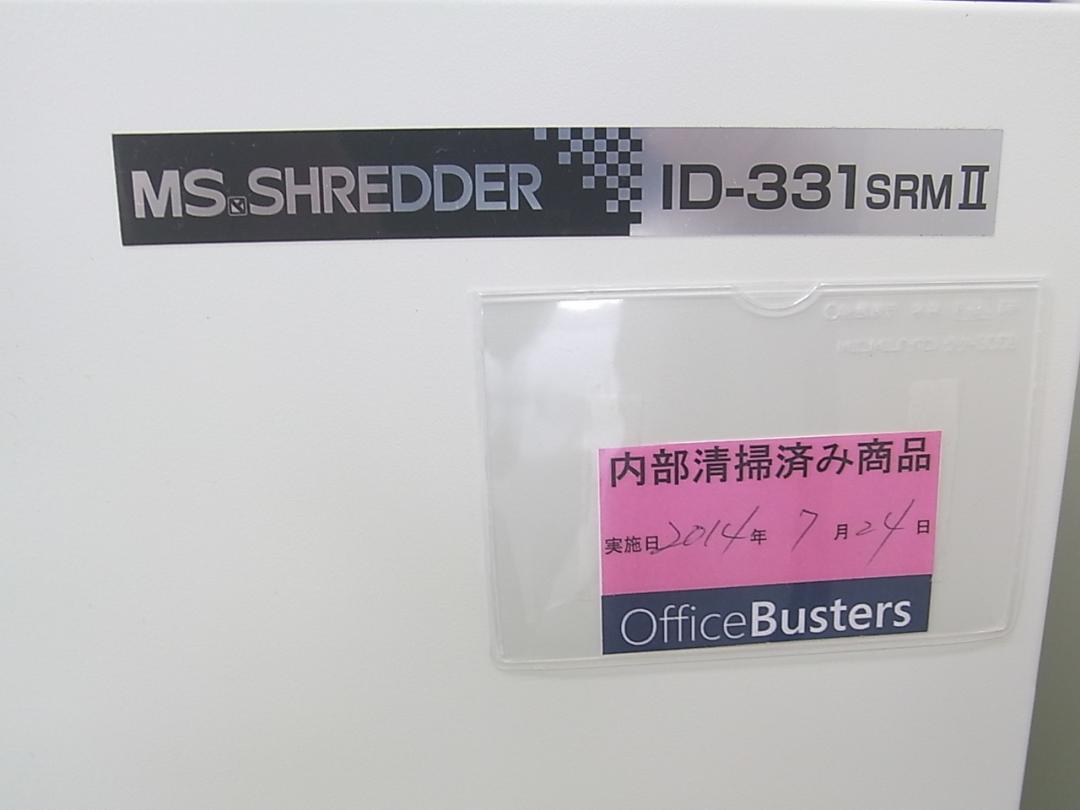 MS SHREDDER ID-331SRMⅡ
内部清掃済み商品
実施日2014年7月24日
OfficeBusters